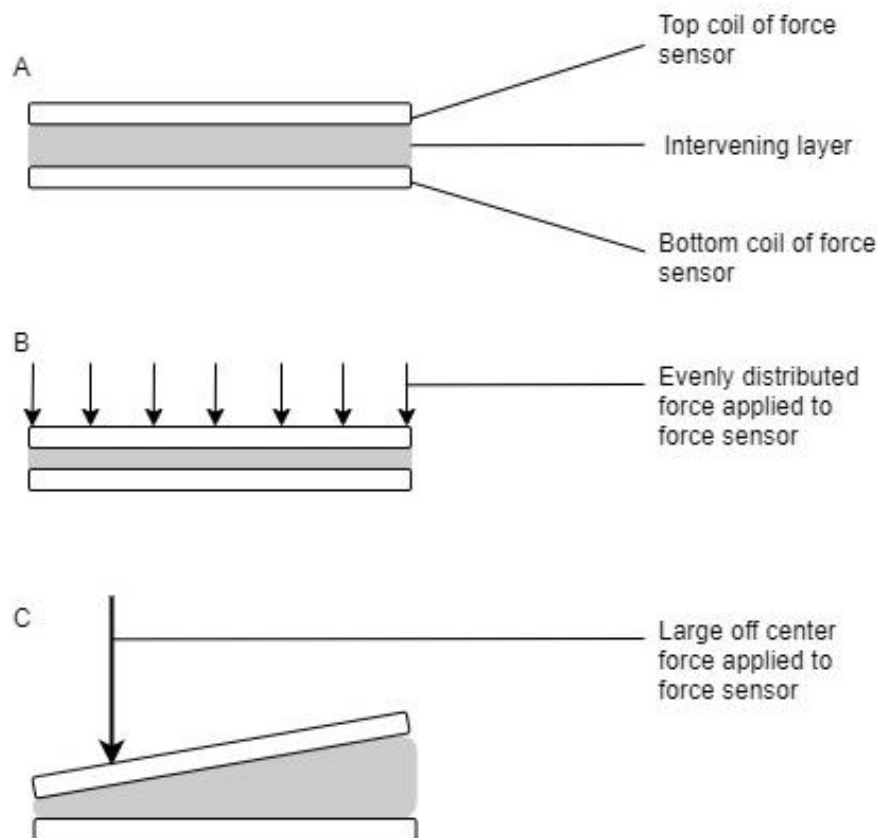 Top coil of force
sensor
A
Intervening layer
Bottom coil of force
sensor
B
Evenly distributed
force applied to
force sensor
C
Large off center
force applied to
force sensor